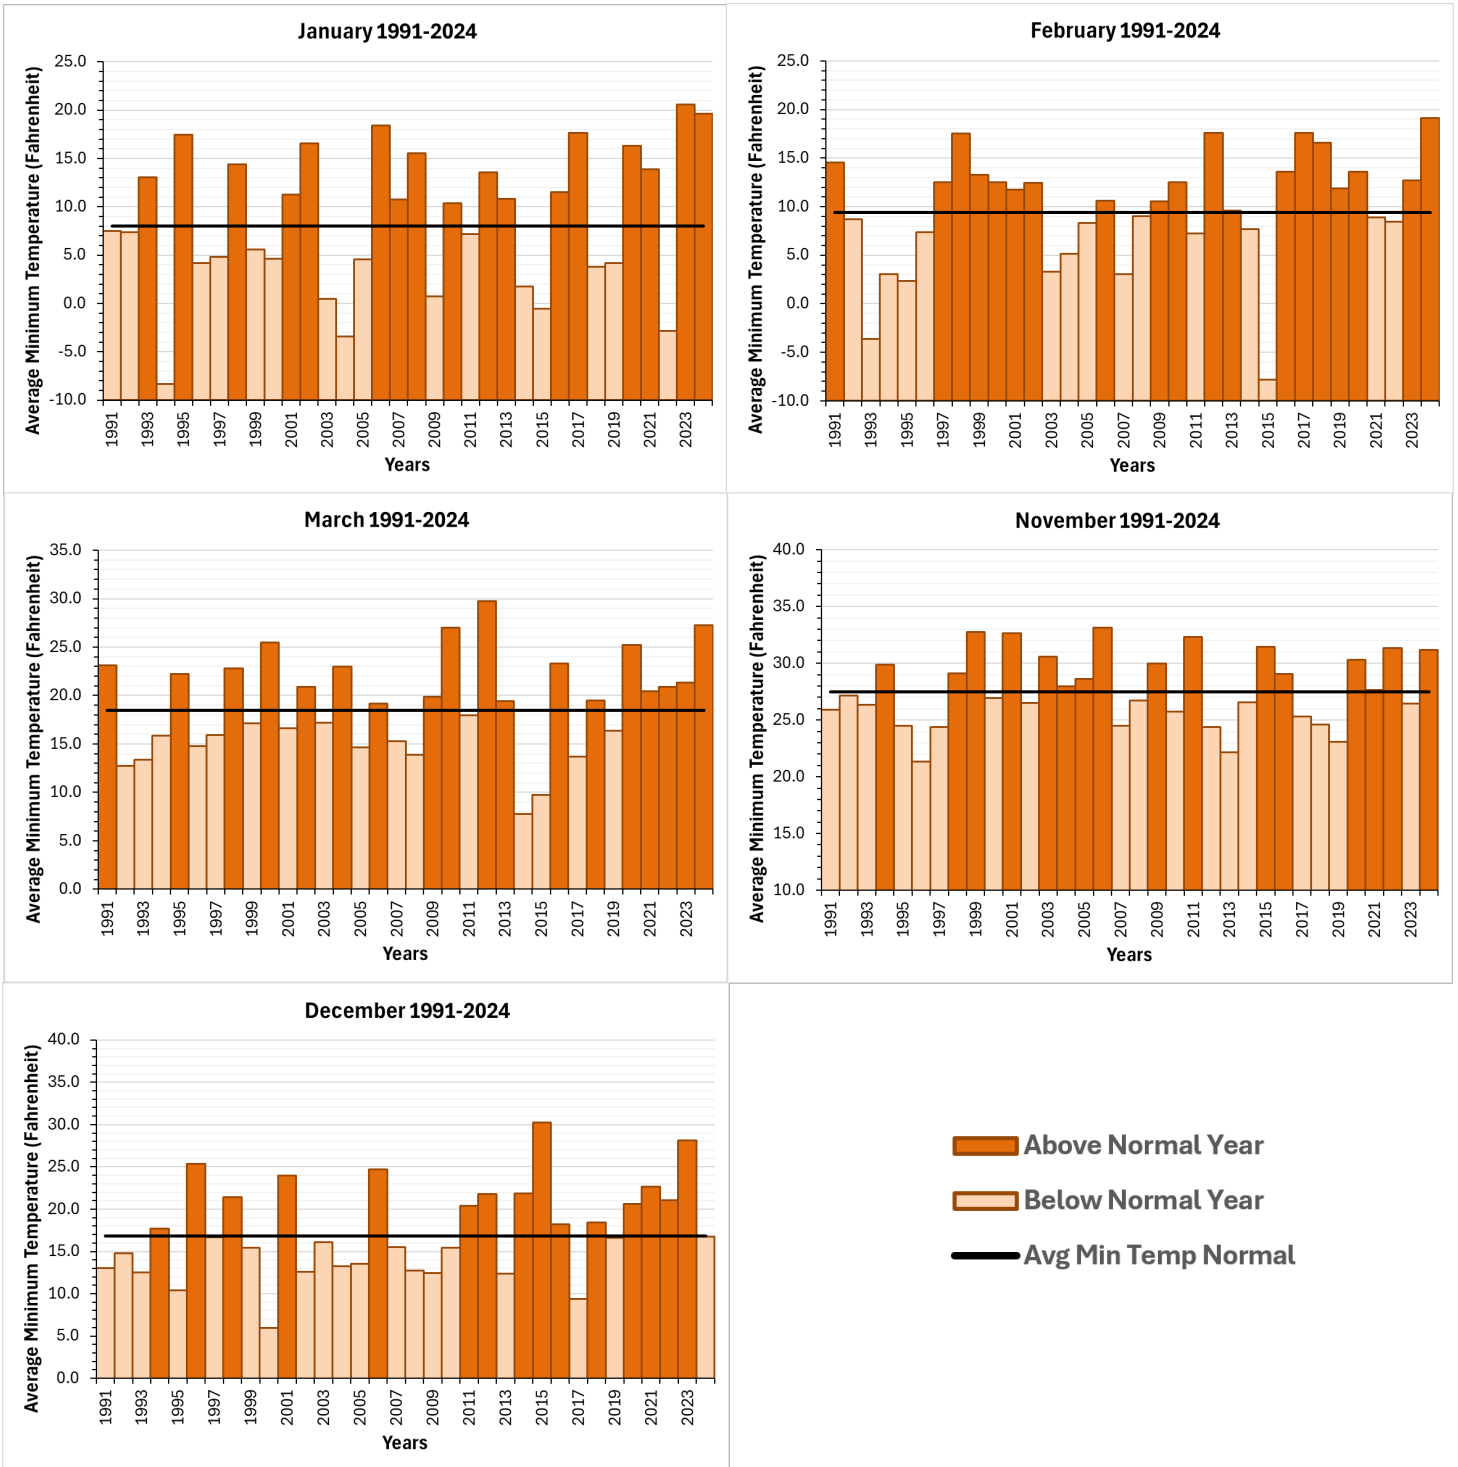 January 1991-2024
Average Minimum Temperature (Fahrenheit)
25.0
20.0
15.0
10.0
5.0
0.0
-5.0
-10.0
1991 1993 1995 1997 1999 2001 2003 2005 2007 2009 2011 2013 2015 2017 2019 2021 2023
Years
February 1991-2024
Average Minimum Temperature (Fahrenheit)
25.0
20.0
15.0
10.0
5.0
0.0
-5.0
-10.0
1991 1993 1995 1997 1999 2001 2003 2005 2007 2009 2011 2013 2015 2017 2019 2021 2023
Years
March 1991-2024
Average Minimum Temperature (Fahrenheit)
35.0
30.0
25.0
20.0
15.0
10.0
5.0
0.0
1991 1993 1995 1997 1999 2001 2003 2005 2007 2009 2011 2013 2015 2017 2019 2021 2023
Years
November 1991-2024
Average Minimum Temperature (Fahrenheit)
40.0
35.0
30.0
25.0
20.0
15.0
10.0
1991 1993 1995 1997 1999 2001 2003 2005 2007 2009 2011 2013 2015 2017 2019 2021 2023
Years
December 1991-2024
Average Minimum Temperature (Fahrenheit)
40.0
35.0
30.0
25.0
20.0
15.0
10.0
5.0
0.0
1991 1993 1995 1997 1999 2001 2003 2005 2007 2009 2011 2013 2015 2017 2019 2021 2023
Years
Above Normal Year
Below Normal Year
Avg Min Temp Normal